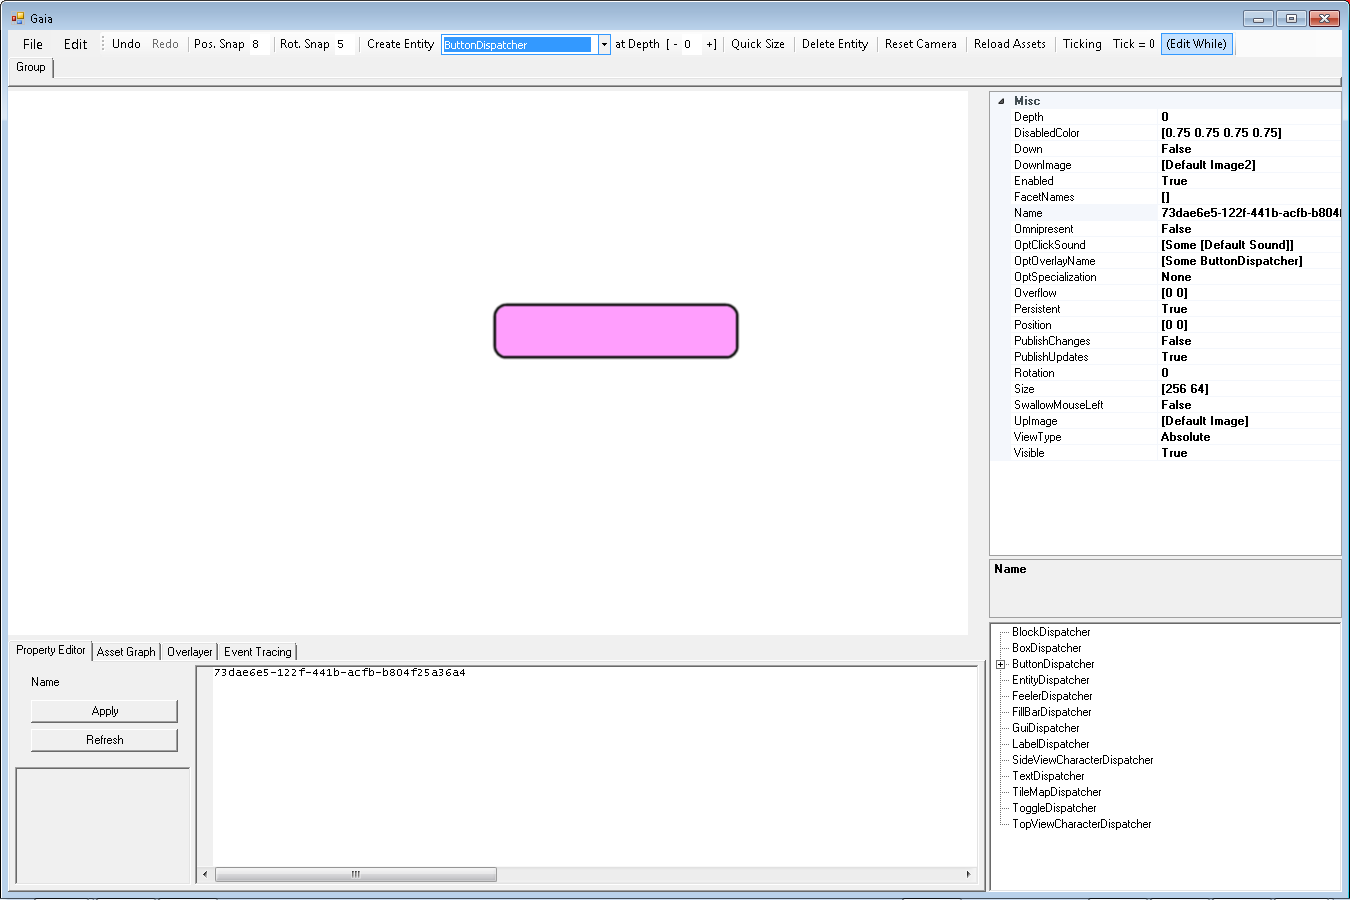 Gaia
File Edit Undo Redo Pos. Snap 8 Rot. Snap 5 Create Entity ButtonDispatcher at Depth [ - 0 +] Quick Size Delete Entity Reset Camera Reload Assets Ticking Tick = 0 (Edit While)
Group
Misc
Depth 0
DisabledColor [0.75 0.75 0.75 0.75]
Down False
DownImage [Default Image2]
Enabled True
FacetNames []
Name 73dae6e5-122f-441b-acfb-b804f
Omnipresent False
OptClickSound [Some [Default Sound]]
OptOverlayName [Some ButtonDispatcher]
OptSpecialization None
Overflow [0 0]
Persistent True
Position [0 0]
PublishChanges False
PublishUpdates True
Rotation 0
Size [256 64]
SwallowMouseLeft False
UpImage [Default Image]
ViewType Absolute
Visible True
Name
Property Editor Asset Graph Overlayer Event Tracing
Name
Apply
Refresh
73dae6e5-122f-441b-acfb-b804f25a36a4
BlockDispatcher
BoxDispatcher
ButtonDispatcher
EntityDispatcher
FeelerDispatcher
FillBarDispatcher
GuiDispatcher
LabelDispatcher
SideViewCharacterDispatcher
TextDispatcher
TileMapDispatcher
ToggleDispatcher
TopViewCharacterDispatcher